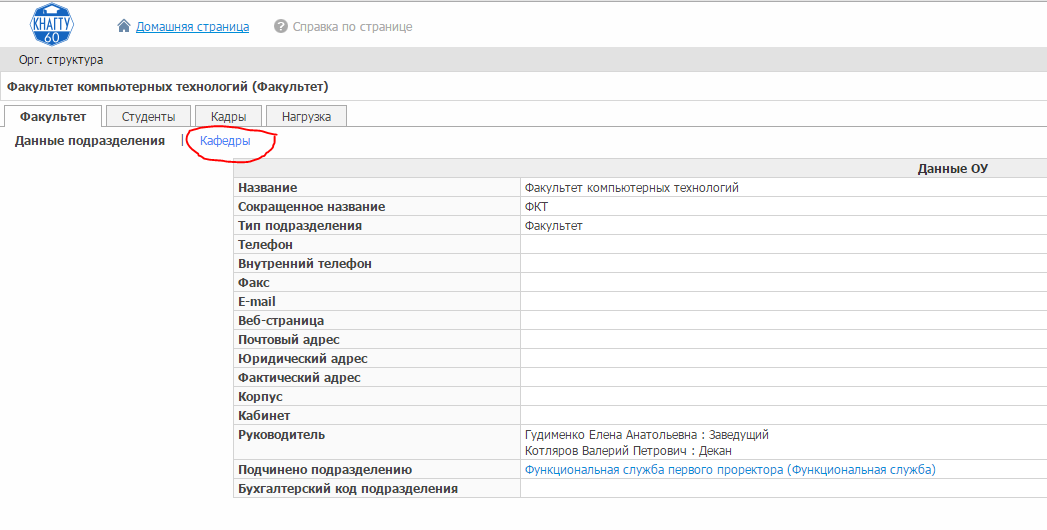 КНАГТУ
60
Домашняя страница
? Справка по странице
Орг. структура
Факультет компьютерных технологий (Факультет)
Факультет Студенты Кадры Нагрузка
Данные подразделения | Кафедры
Данные ОУ
Название Факультет компьютерных технологий
Сокращенное название ФКТ
Тип подразделения Факультет
Телефон
Внутренний телефон
Факс
E-mail
Веб-страница
Почтовый адрес
Юридический адрес
Фактический адрес
Корпус
Кабинет
Руководитель Гудименко Елена Анатольевна : Заведущий
Котляров Валерий Петрович : Декан
Подчинено подразделению Функциональная служба первого проректора (Функциональная служба)
Бухгалтерский код подразделения